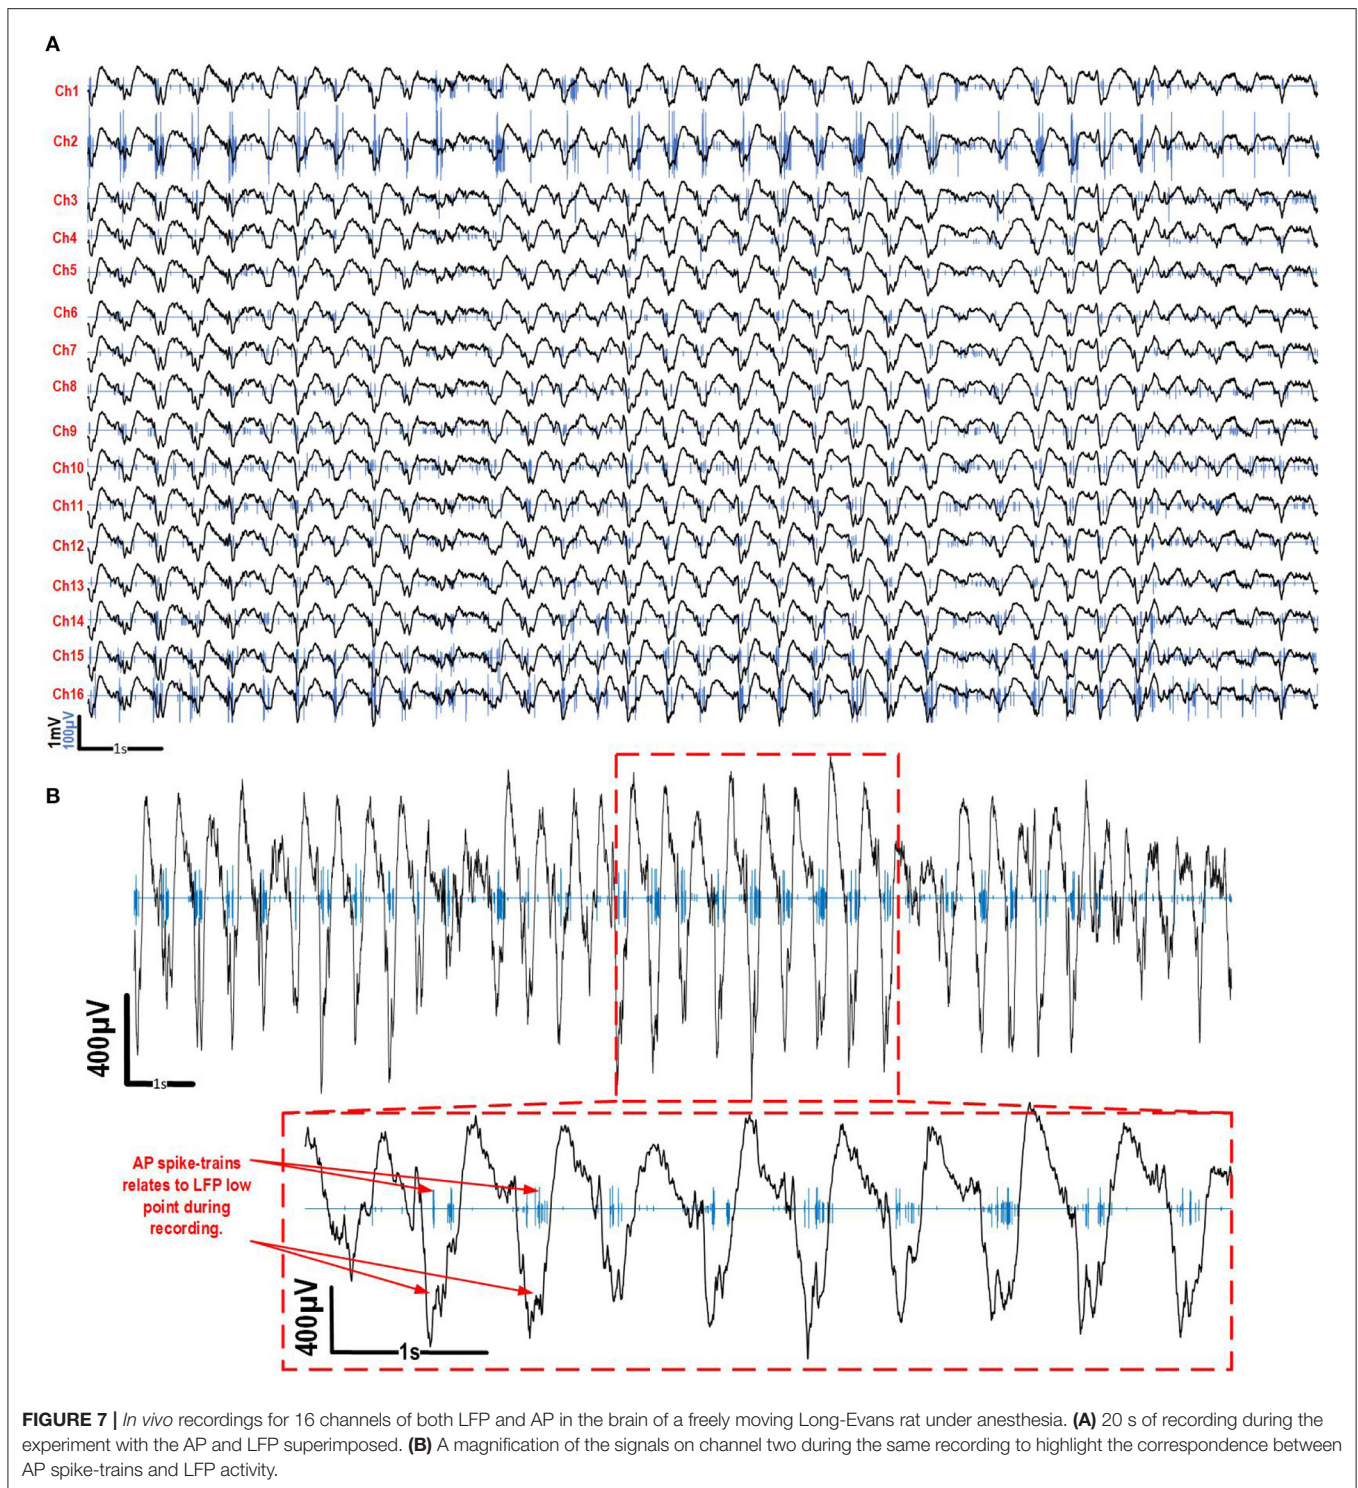 A
Ch1
Ch2
Ch3
Ch4
Ch5
Ch6
Ch7
Ch8
Ch9
Ch10
Ch11
Ch12
Ch13
Ch14
Ch15
Ch16
1mV
100µV
1s
B
400µV
1s
AP spike-trains
relates to LFP low
point during
recording.
400µV
1s
FIGURE 7 | In vivo recordings for 16 channels of both LFP and AP in the brain of a freely moving Long-Evans rat under anesthesia. (A) 20 s of recording during the
experiment with the AP and LFP superimposed. (B) A magnification of the signals on channel two during the same recording to highlight the correspondence between
AP spike-trains and LFP activity.